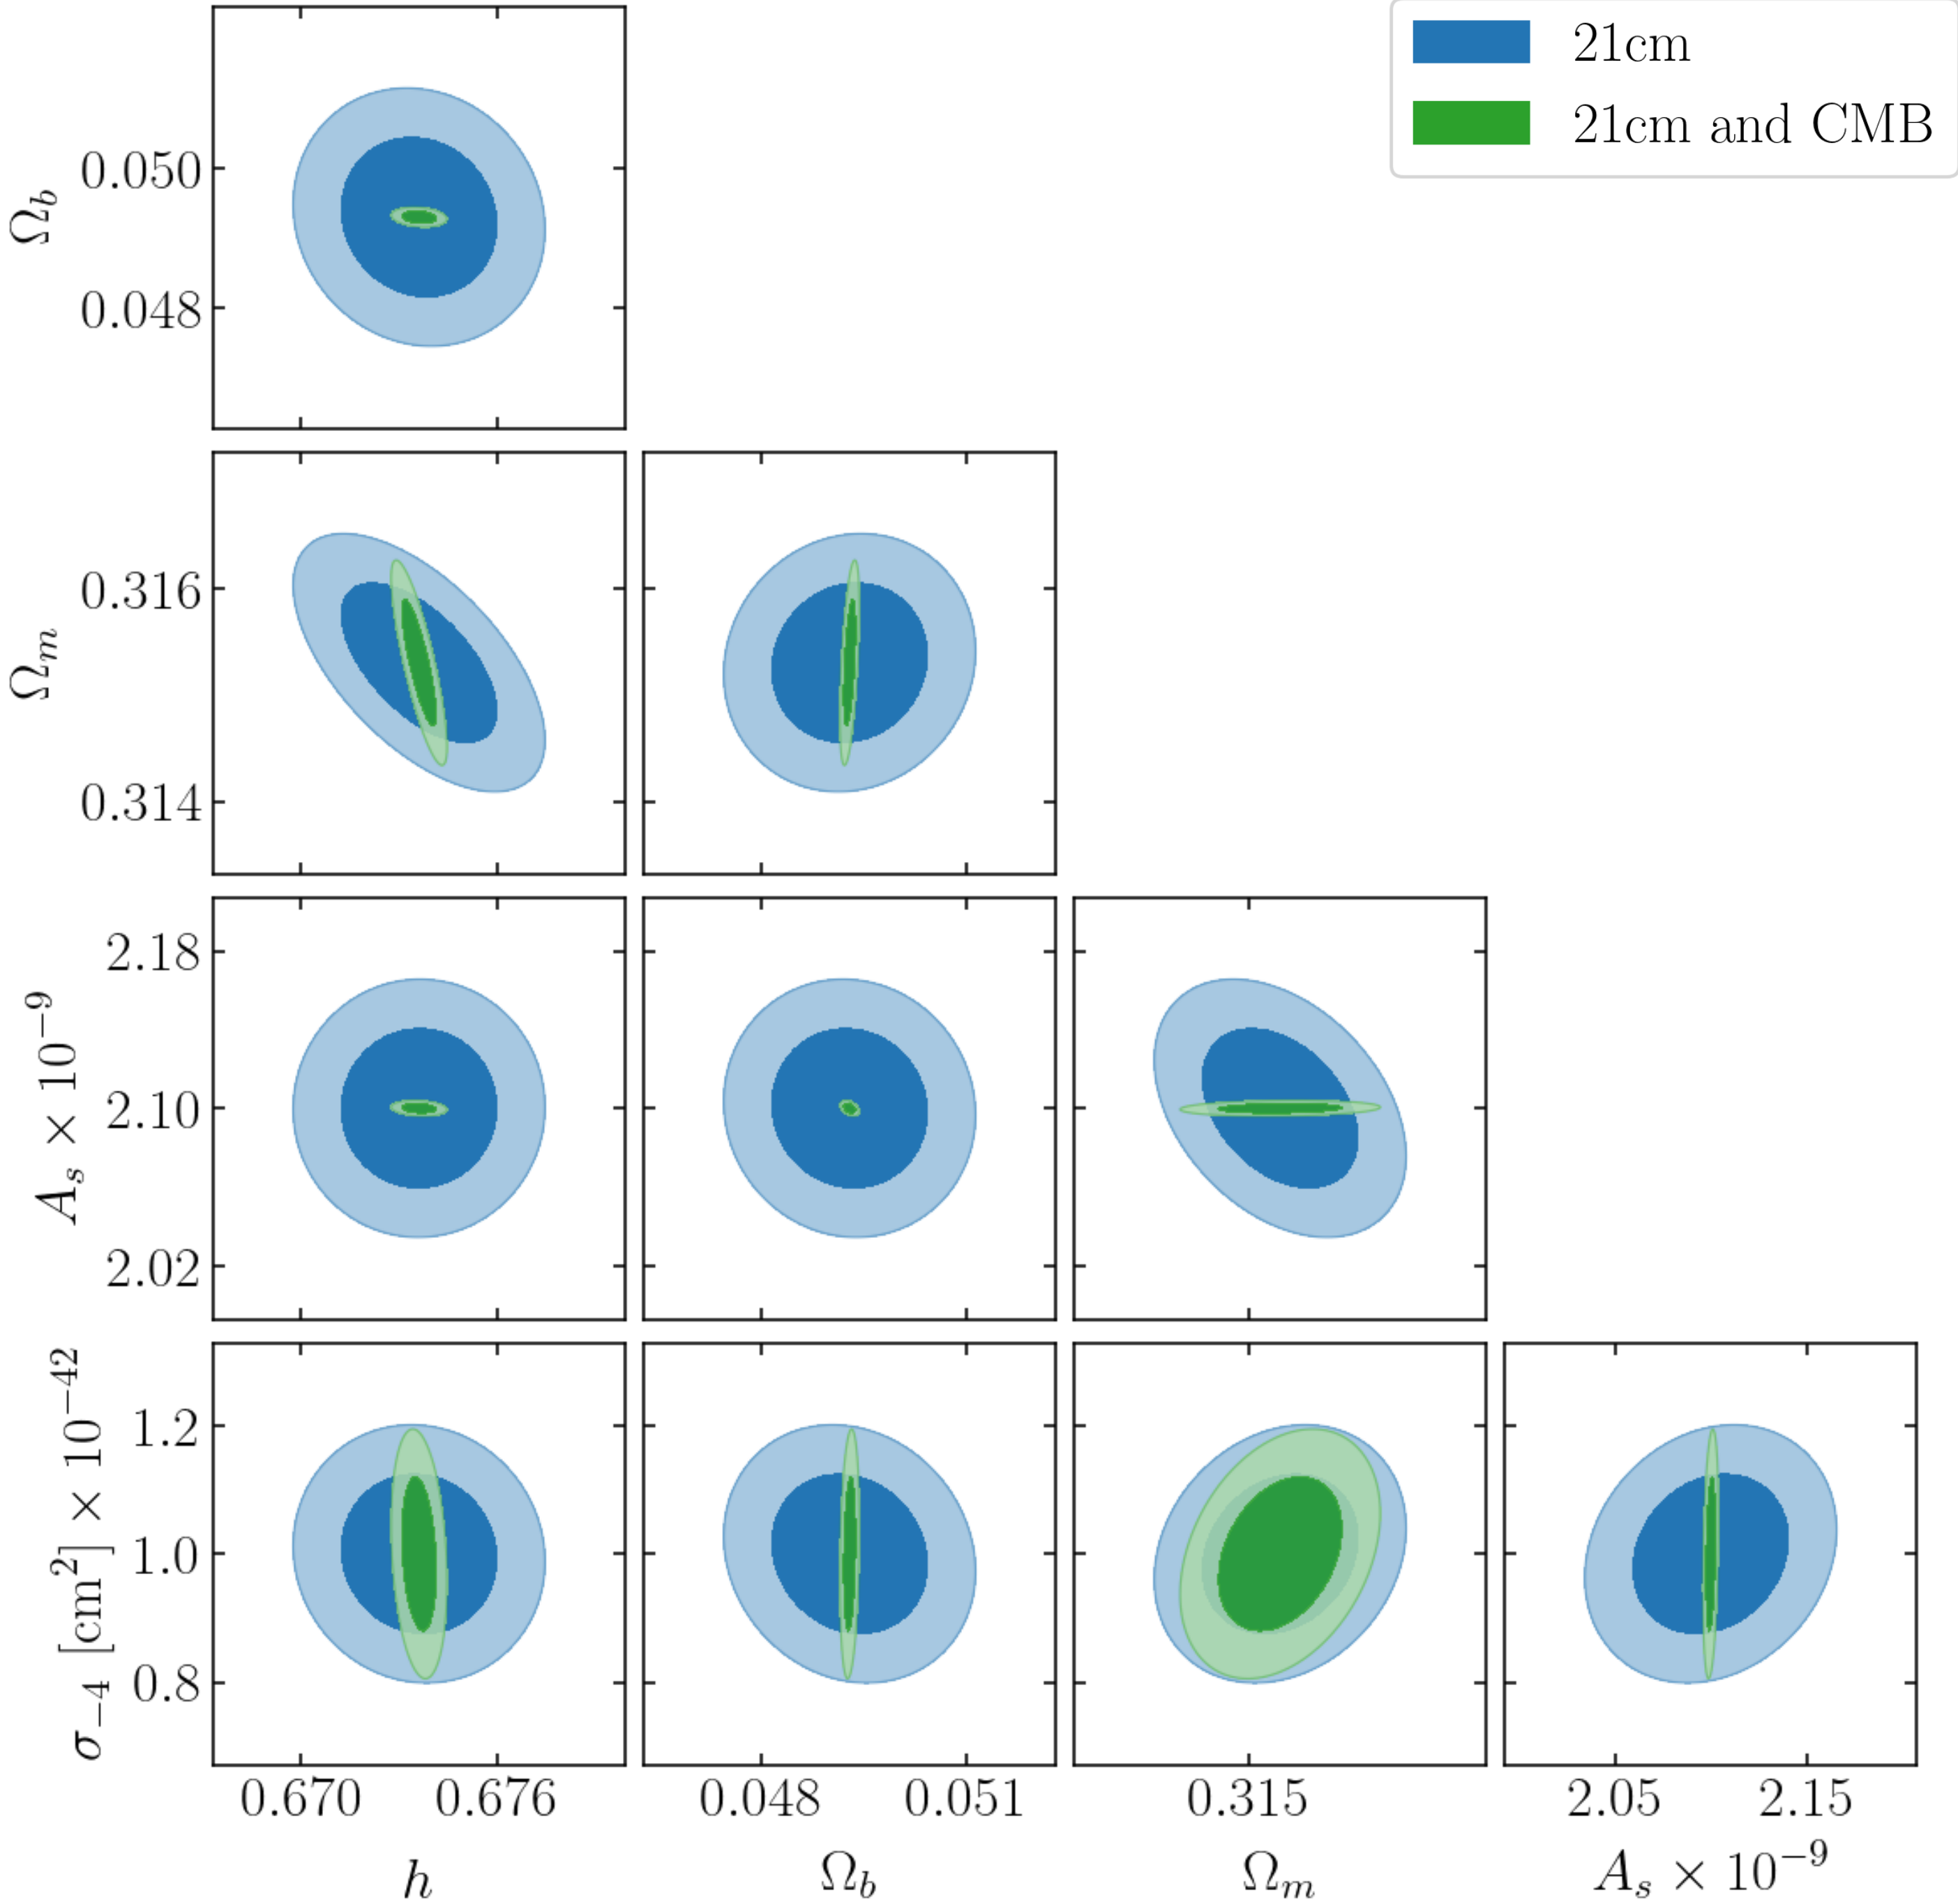 21cm
21cm and CMB
Ω_b
0.050
0.048
Ω_m
0.316
0.314
A_s × 10^−9
2.18
2.10
2.02
σ_−4 [cm^2] × 10^−42
1.2
1.0
0.8
0.670 0.676 0.048 0.051 0.315 2.05 2.15
h Ω_b Ω_m A_s × 10^−9